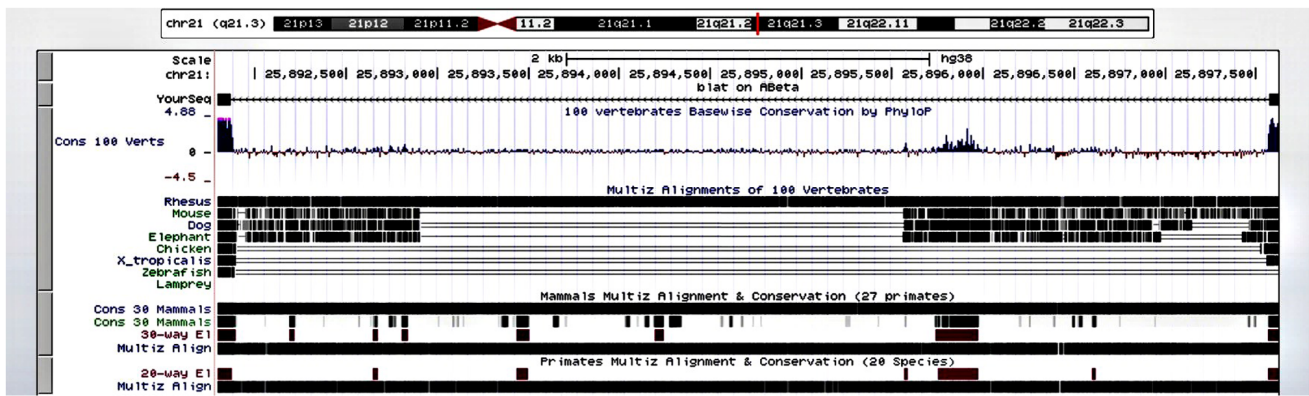 chr21 (q21.3) 21p13 21p12 21p11.2 11.2 21q21.1 21q21.2 21q21.3 21q22.11 21q22.2 21q22.3
Scale 2 kb hg38
chr21: | 25,892,500| 25,893,000| 25,893,500| 25,894,000| 25,894,500| 25,895,000| 25,895,500| 25,896,000| 25,896,500| 25,897,000| 25,897,500|
blat on ABeta
YourSeq
100 vertebrates Basewise Conservation by PhyloP
4.88 _
Cons 100 Verts
0 -
-4.5 _
Multiz Alignments of 100 Vertebrates
Rhesus
Mouse
Dog
Elephant
Chicken
X_tropicalis
Zebrafish
Lamprey
Mammals Multiz Alignment & Conservation (27 primates)
Cons 30 Mammals
Cons 30 Mammals
30-way El
Multiz Align
Primates Multiz Alignment & Conservation (20 Species)
20-way El
Multiz Align